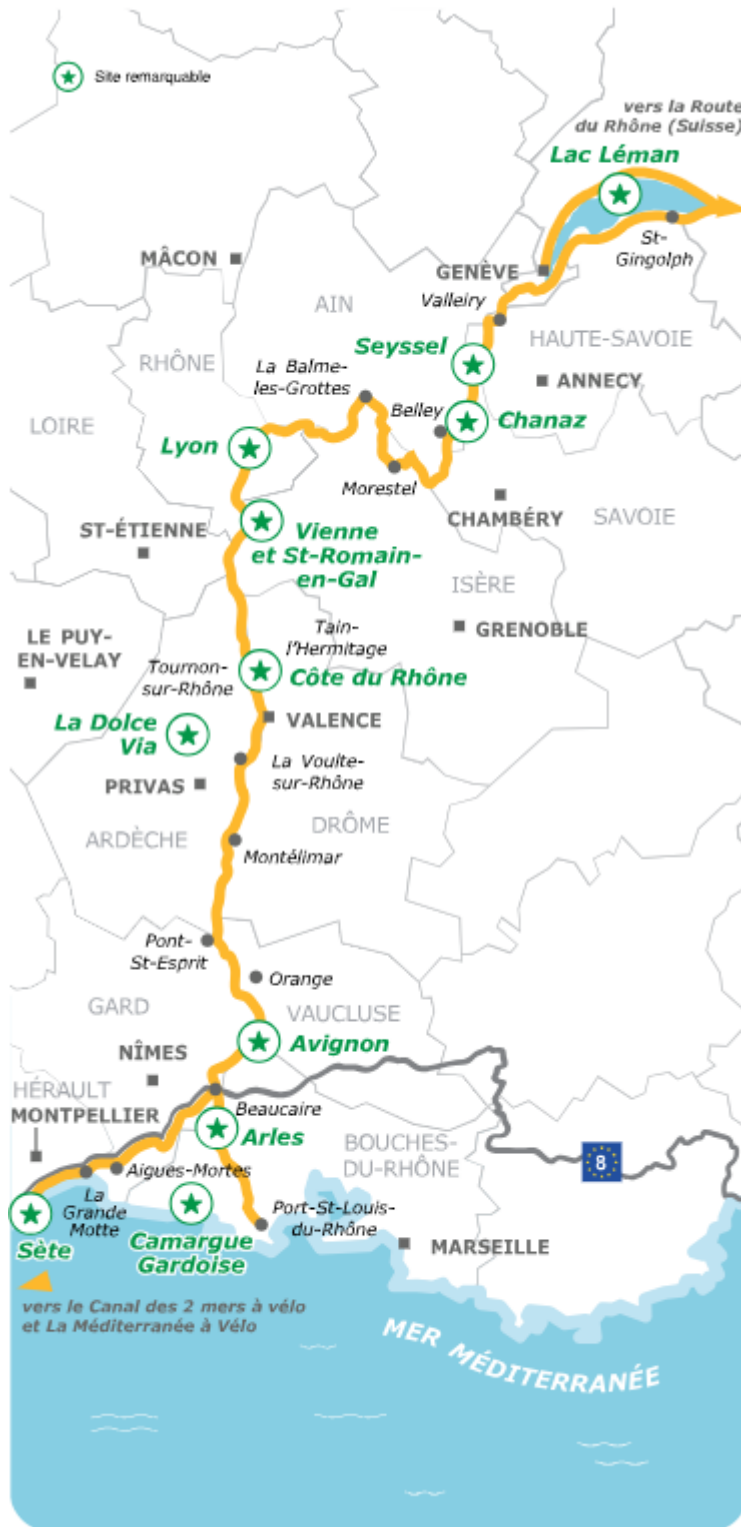 Site remarquable
vers la Route
du Rhône (Suisse)
Lac Léman
St-
Gingolph
MÂCON
GENÈVE
Valleiry
AIN
HAUTE-SAVOIE
RHÔNE
Seyssel
La Balme-
les-Grottes
ANNECY
Belley
Chanaz
LOIRE
Lyon
Morestel
CHAMBÉRY
SAVOIE
ST-ÉTIENNE
Vienne
et St-Romain-
en-Gal
ISÈRE
LE PUY-
EN-VELAY
Tain-
l'Hermitage
GRENOBLE
Tournon-
sur-Rhône
Côte du Rhône
La Dolce
Via
VALENCE
PRIVAS
La Voulte-
sur-Rhône
ARDÈCHE
DRÔME
Montélimar
Pont-
St-Esprit
Orange
GARD
VAUCLUSE
Avignon
NÎMES
HÉRAULT
MONTPELLIER
Beaucaire
Arles
BOUCHES-
DU-RHÔNE
8
Aigues-Mortes
La
Grande
Motte
Port-St-Louis-
du-Rhône
Sète
Camargue
Gardoise
MARSEILLE
vers le Canal des 2 mers à vélo
et La Méditerranée à Vélo
MER MÉDITERRANÉE